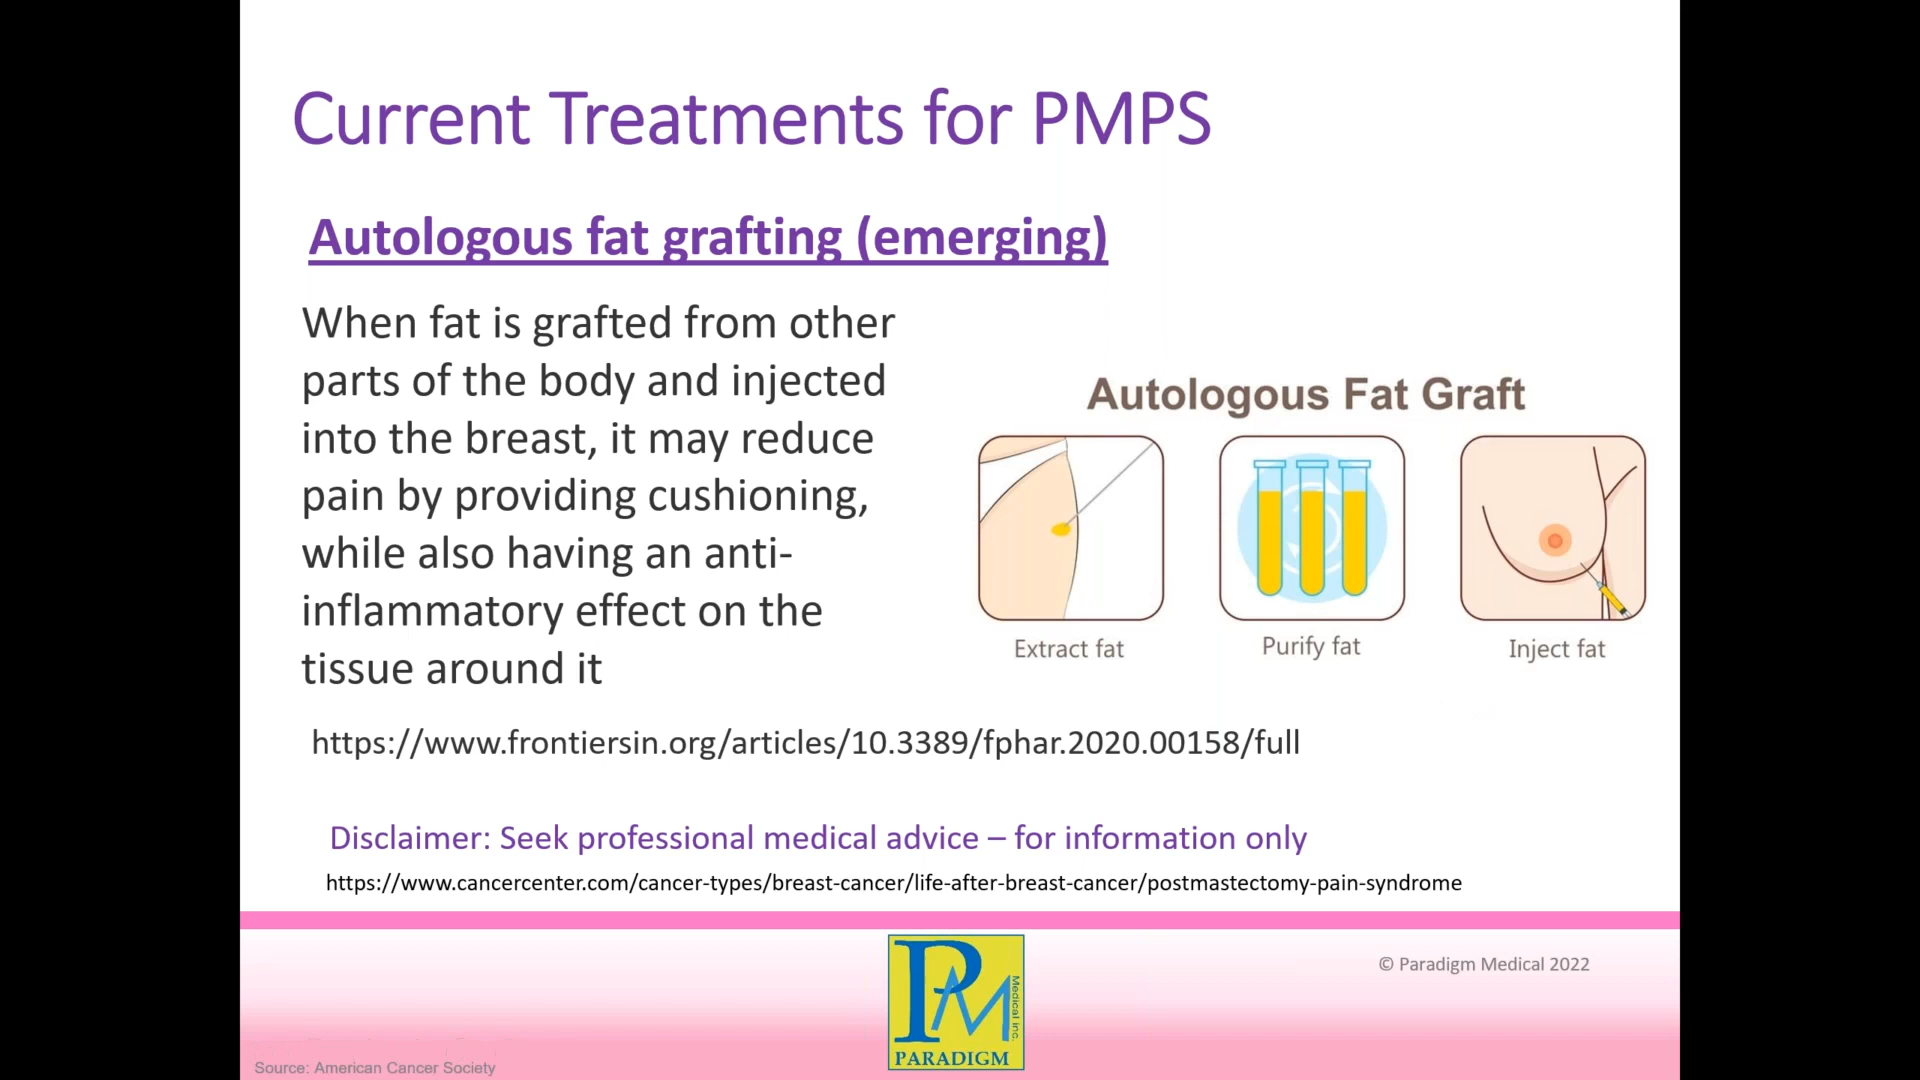 Current Treatments for PMPS
Autologous fat grafting (emerging)
When fat is grafted from other
parts of the body and injected
into the breast, it may reduce
pain by providing cushioning,
while also having an anti-
inflammatory effect on the
tissue around it
Autologous Fat Graft
Extract fat
Purify fat
Inject fat
https://www.frontiersin.org/articles/10.3389/fphar.2020.00158/full
Disclaimer: Seek professional medical advice – for information only
https://www.cancercenter.com/cancer-types/breast-cancer/life-after-breast-cancer/postmastectomy-pain-syndrome
© Paradigm Medical 2022
PM
Medical inc.
PARADIGM
Source: American Cancer Society